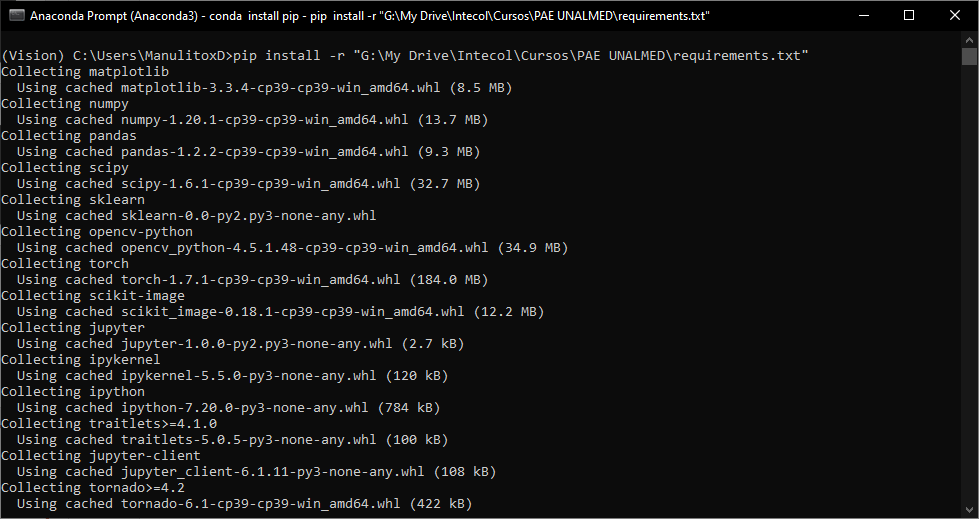 Anaconda Prompt (Anaconda3) - conda  install pip - pip  install -r "G:\My Drive\Intecol\Cursos\PAE UNALMED\requirements.txt"
(Vision) C:\Users\ManulitoxD>pip install -r "G:\My Drive\Intecol\Cursos\PAE UNALMED\requirements.txt"
Collecting matplotlib
  Using cached matplotlib-3.3.4-cp39-cp39-win_amd64.whl (8.5 MB)
Collecting numpy
  Using cached numpy-1.20.1-cp39-cp39-win_amd64.whl (13.7 MB)
Collecting pandas
  Using cached pandas-1.2.2-cp39-cp39-win_amd64.whl (9.3 MB)
Collecting scipy
  Using cached scipy-1.6.1-cp39-cp39-win_amd64.whl (32.7 MB)
Collecting sklearn
  Using cached sklearn-0.0-py2.py3-none-any.whl
Collecting opencv-python
  Using cached opencv_python-4.5.1.48-cp39-cp39-win_amd64.whl (34.9 MB)
Collecting torch
  Using cached torch-1.7.1-cp39-cp39-win_amd64.whl (184.0 MB)
Collecting scikit-image
  Using cached scikit_image-0.18.1-cp39-cp39-win_amd64.whl (12.2 MB)
Collecting jupyter
  Using cached jupyter-1.0.0-py2.py3-none-any.whl (2.7 kB)
Collecting ipykernel
  Using cached ipykernel-5.5.0-py3-none-any.whl (120 kB)
Collecting ipython
  Using cached ipython-7.20.0-py3-none-any.whl (784 kB)
Collecting traitlets>=4.1.0
  Using cached traitlets-5.0.5-py3-none-any.whl (100 kB)
Collecting jupyter-client
  Using cached jupyter_client-6.1.11-py3-none-any.whl (108 kB)
Collecting tornado>=4.2
  Using cached tornado-6.1-cp39-cp39-win_amd64.whl (422 kB)